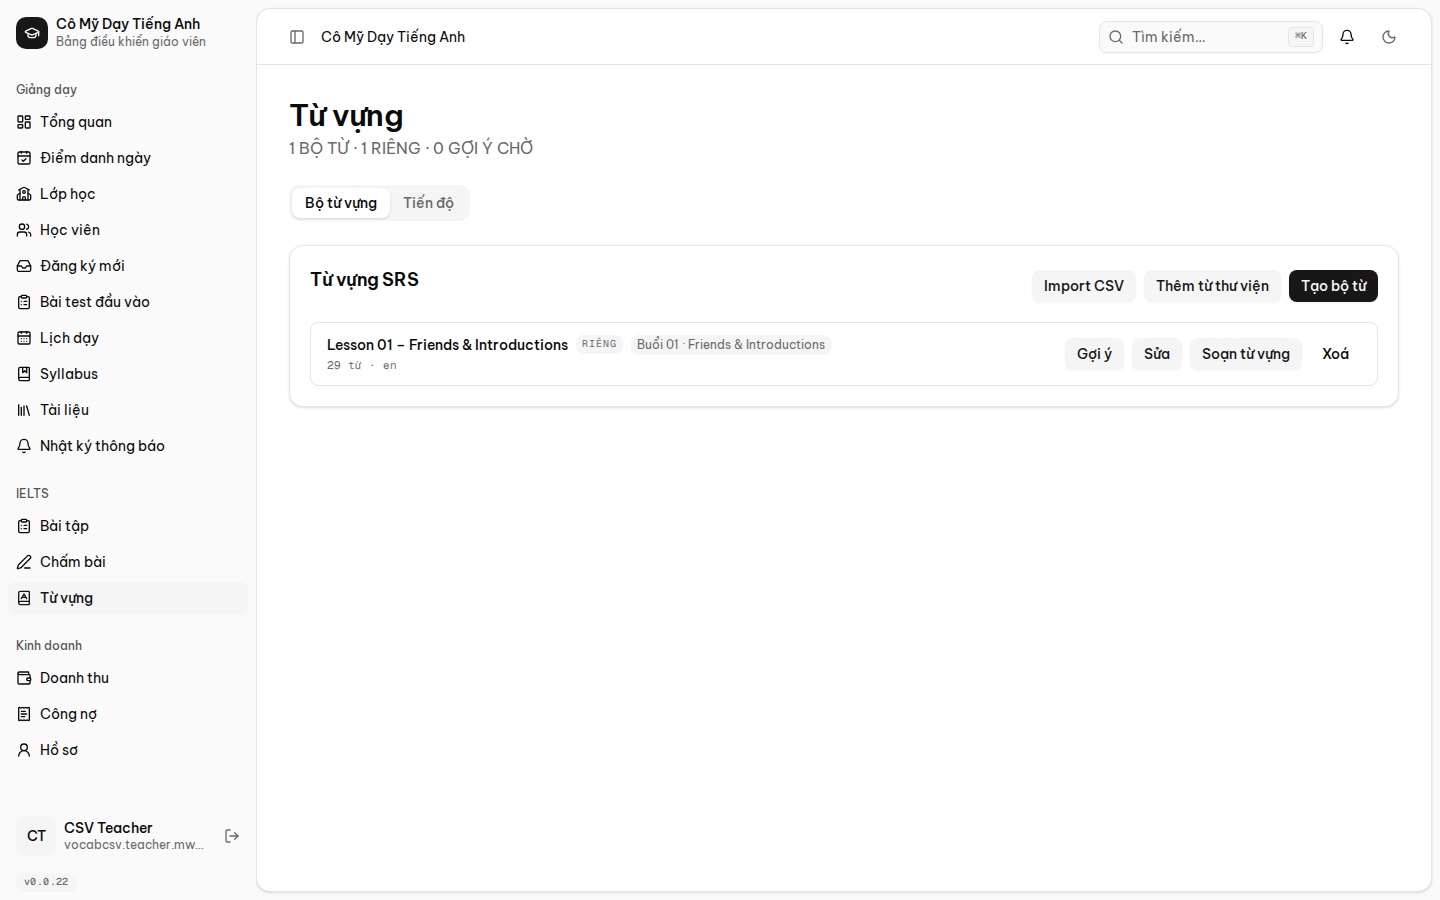 Cô Mỹ Dạy Tiếng Anh
Bảng điều khiển giáo viên
Giảng dạy
Tổng quan
Điểm danh ngày
Lớp học
Học viên
Đăng ký mới
Bài test đầu vào
Lịch dạy
Syllabus
Tài liệu
Nhật ký thông báo
IELTS
Bài tập
Chấm bài
Từ vựng
Kinh doanh
Doanh thu
Công nợ
Hồ sơ
CT
CSV Teacher
vocabcsv.teacher.mw...
v0.0.22
Cô Mỹ Dạy Tiếng Anh
Tìm kiếm...
⌘K
Từ vựng
1 BỘ TỪ · 1 RIÊNG · 0 GỢI Ý CHỜ
Bộ từ vựng
Tiến độ
Từ vựng SRS
Import CSV
Thêm từ thư viện
Tạo bộ từ
Lesson 01 – Friends & Introductions
RIÊNG
Buổi 01 · Friends & Introductions
29 từ · en
Gợi ý
Sửa
Soạn từ vựng
Xoá